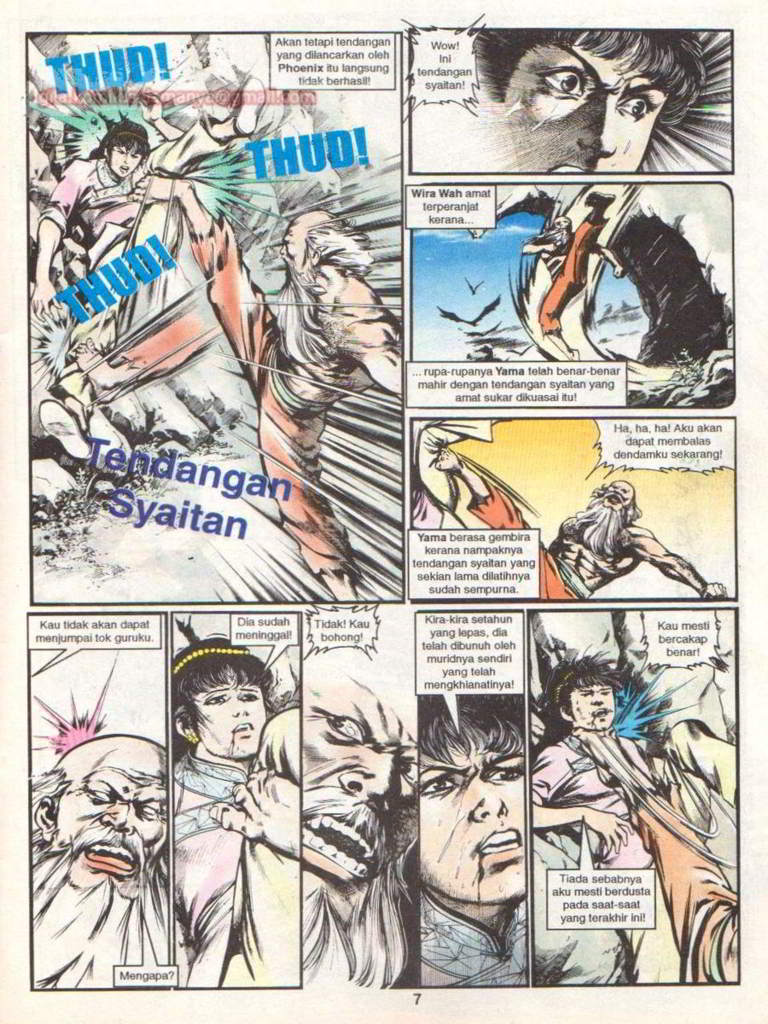 THUD!
Akan tetapi tendangan
yang dilancarkan oleh
Phoenix itu langsung
tidak berhasil!
THUD!
THUD!
Tendangan
Syaitan
Wow!
Ini
tendangan
syaitan!
Wira Wah amat
terperanjat
kerana...
... rupa-rupanya Yama telah benar-benar
mahir dengan tendangan syaitan yang
amat sukar dikuasai itu!
Ha, ha, ha! Aku akan
dapat membalas
dendamku sekarang!
Yama berasa gembira
kerana nampaknya
tendangan syaitan yang
sekian lama dilatihnya
sudah sempurna.
Kau tidak akan dapat
menjumpai tok guruku.
Mengapa?
Dia sudah
meninggal!
Tidak! Kau
bohong!
Kira-kira setahun
yang lepas, dia
telah dibunuh oleh
muridnya sendiri
yang telah
mengkhianatinya!
Kau mesti
bercakap
benar!
Tiada sebabnya
aku mesti berdusta
pada saat-saat
yang terakhir ini!
7